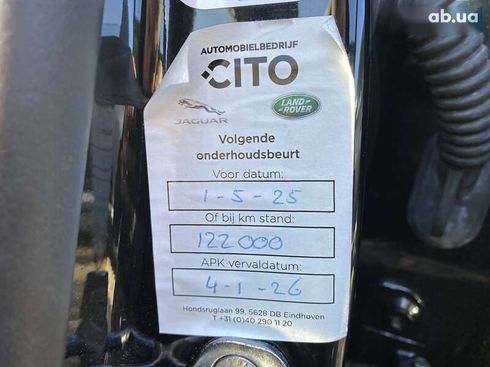 ab.ua
AUTOMOBIELBEDRIJF
CITO
JAGUAR
LAND ROVER
Volgende
onderhoudsbeurt
Voor datum:
1-5-25
Of bij km stand:
122000
APK vervaldatum:
4-1-26
Hondsruglaan 99, 5628 DB Eindhoven
T +31 (0)40 290 11 20